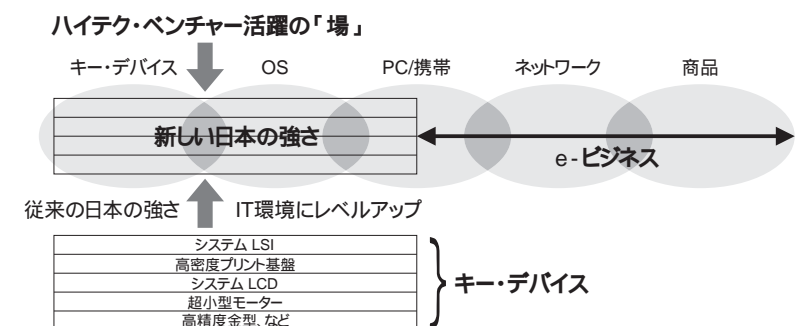 ハイテク・ベンチャー活躍の「場」
キー・デバイス OS PC/携帯 ネットワーク 商品
新しい日本の強さ
e-ビジネス
従来の日本の強さ IT環境にレベルアップ
システム LSI
高密度プリント基盤
システム LCD
超小型モーター
高精度金型、など
キー・デバイス